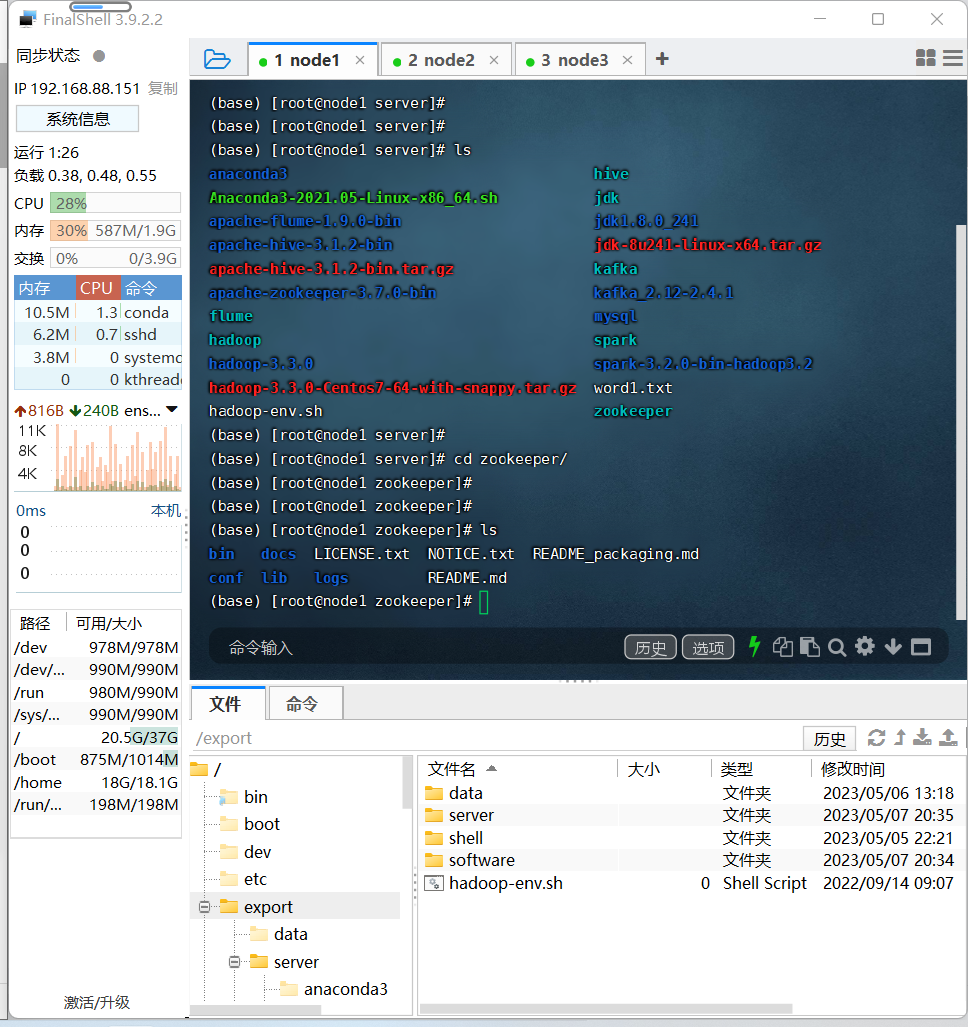 FinalShell 3.9.2.2
同步状态
IP 192.168.88.151 复制
系统信息
运行 1:26
负载 0.38, 0.48, 0.55
CPU 28%
内存 30% 587M/1.9G
交换 0% 0/3.9G
内存 CPU 命令
10.5M 1.3 conda
6.2M 0.7 sshd
3.8M 0 systemd
0 0 kthread
816B 240B ens...
11K
8K
4K
0ms 本机
0
0
0
路径 可用/大小
/dev 978M/978M
/dev/... 990M/990M
/run 980M/990M
/sys/... 990M/990M
/ 20.5G/37G
/boot 875M/1014M
/home 18G/18.1G
/run/... 198M/198M
激活/升级
1 node1 2 node2 3 node3
(base) [root@node1 server]#
(base) [root@node1 server]#
(base) [root@node1 server]# ls
anaconda3 hive
Anaconda3-2021.05-Linux-x86_64.sh jdk
apache-flume-1.9.0-bin jdk1.8.0_241
apache-hive-3.1.2-bin jdk-8u241-linux-x64.tar.gz
apache-hive-3.1.2-bin.tar.gz kafka
apache-zookeeper-3.7.0-bin kafka_2.12-2.4.1
flume mysql
hadoop spark
hadoop-3.3.0 spark-3.2.0-bin-hadoop3.2
hadoop-3.3.0-Centos7-64-with-snappy.tar.gz word1.txt
hadoop-env.sh zookeeper
(base) [root@node1 server]#
(base) [root@node1 server]# cd zookeeper/
(base) [root@node1 zookeeper]#
(base) [root@node1 zookeeper]#
(base) [root@node1 zookeeper]# ls
bin docs LICENSE.txt NOTICE.txt README_packaging.md
conf lib logs README.md
(base) [root@node1 zookeeper]#
命令输入 历史 选项
文件 命令
/export 历史
/
bin
boot
dev
etc
export
data
server
anaconda3
文件名 大小 类型 修改时间
data 文件夹 2023/05/06 13:18
server 文件夹 2023/05/07 20:35
shell 文件夹 2023/05/05 22:21
software 文件夹 2023/05/07 20:34
hadoop-env.sh 0 Shell Script 2022/09/14 09:07